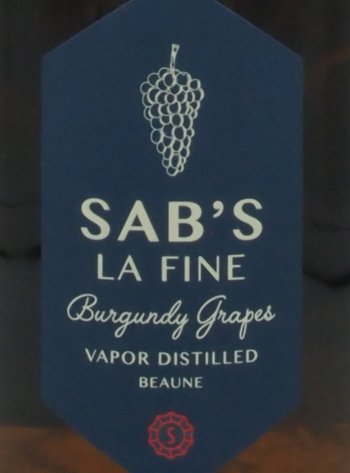 SAB'S
LA FINE
Burgundy Grapes
VAPOR DISTILLED
BEAUNE
S